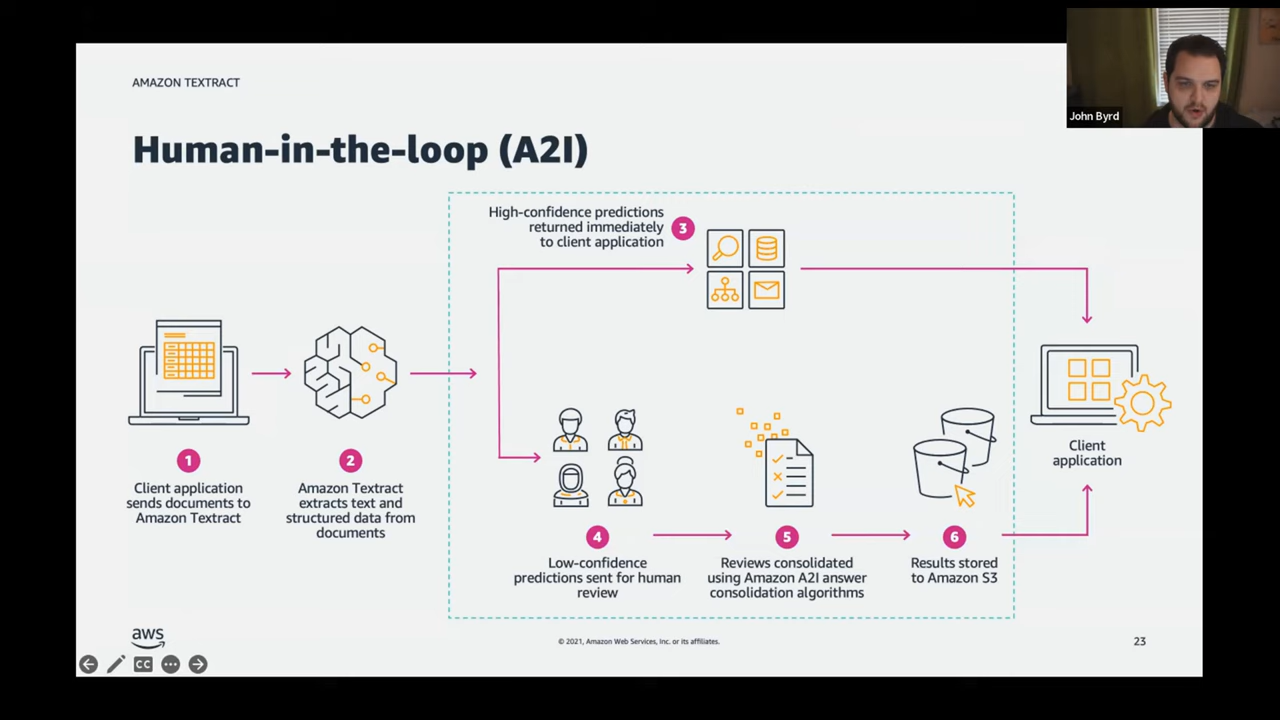 AMAZON TEXTRACT
John Byrd
Human-in-the-loop (A2I)
High-confidence predictions
returned immediately
to client application
3
1
Client application
sends documents to
Amazon Textract
2
Amazon Textract
extracts text and
structured data from
documents
4
Low-confidence
predictions sent for human
review
5
Reviews consolidated
using Amazon A2I answer
consolidation algorithms
6
Results stored
to Amazon S3
Client
application
aws
© 2021, Amazon Web Services, Inc. or its affiliates.
23
CC